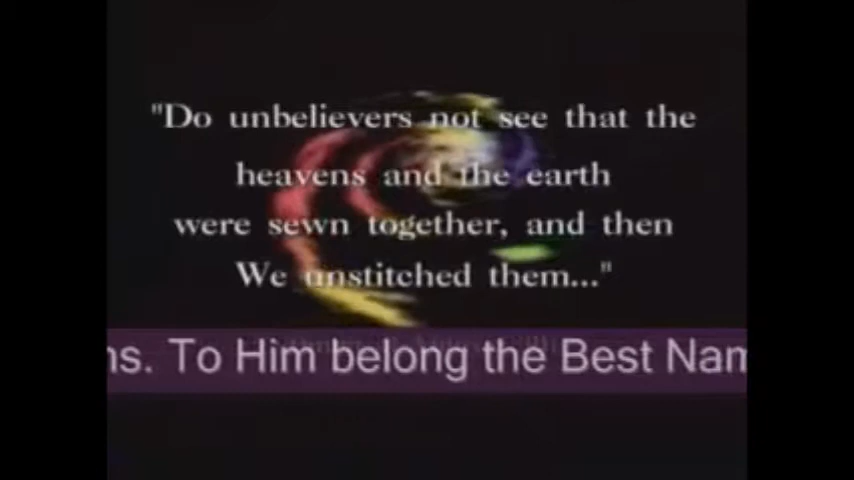 "Do unbelievers not see that the
heavens and the earth
were sewn together, and then
We unstitched them..."
ns. To Him belong the Best Nam